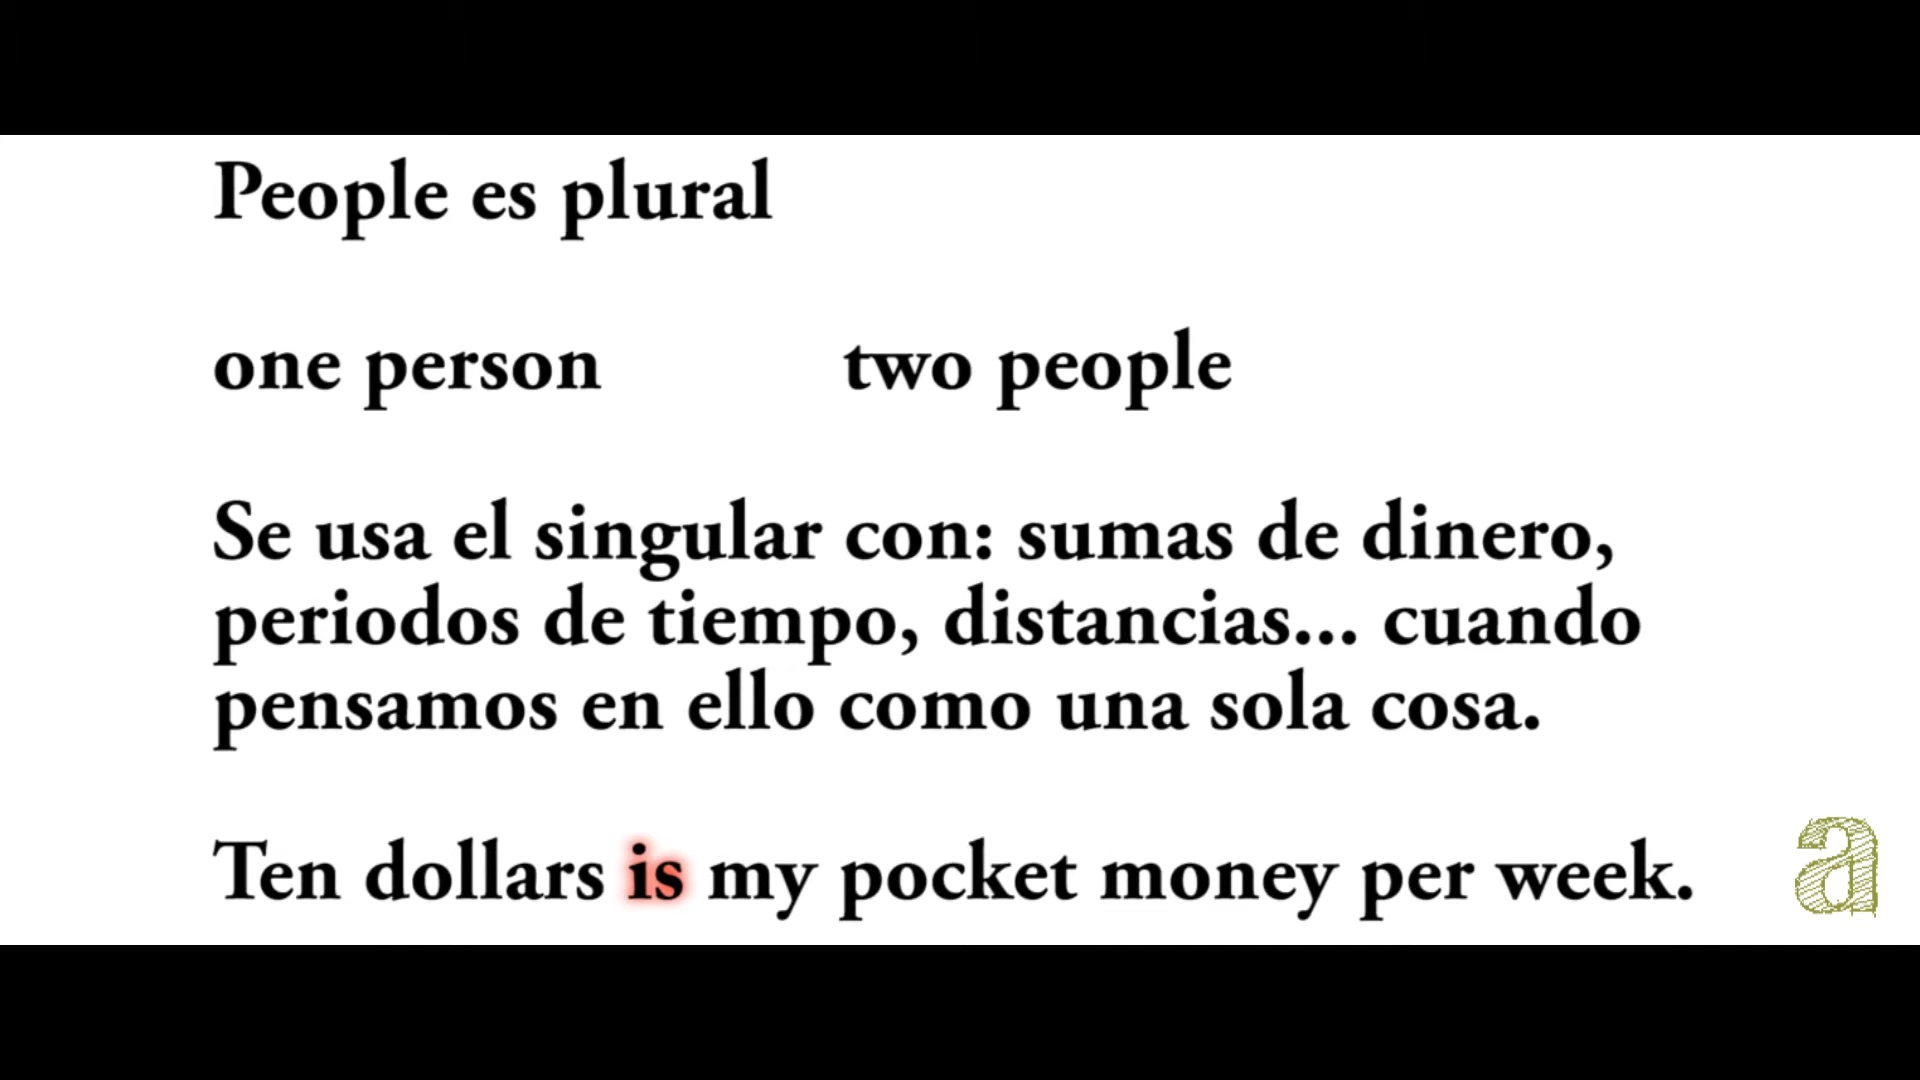 People es plural
one person two people
Se usa el singular con: sumas de dinero,
periodos de tiempo, distancias... cuando
pensamos en ello como una sola cosa.
Ten dollars is my pocket money per week.
a